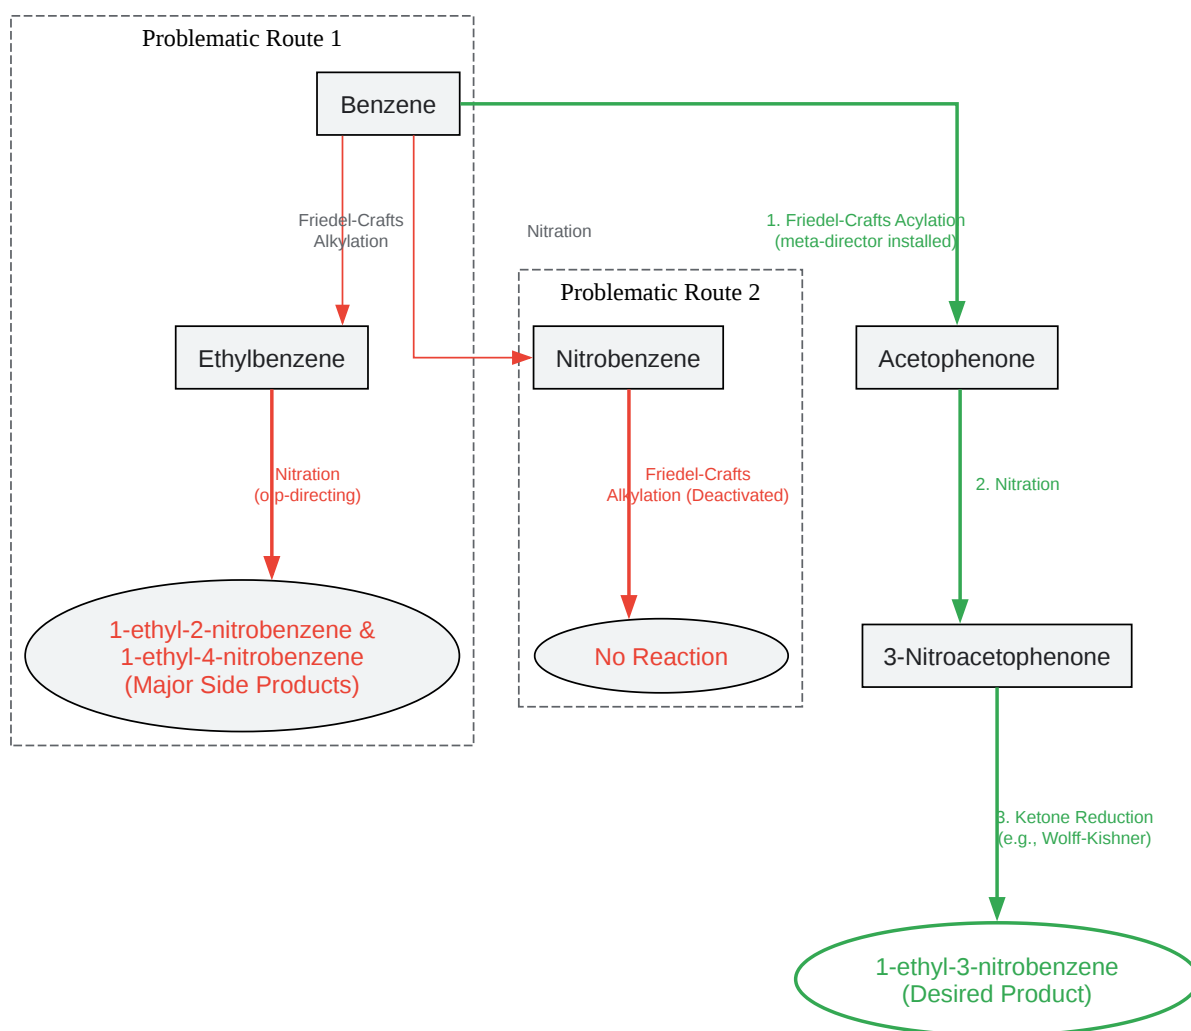 Problematic Route 1
Benzene
Friedel-Crafts
Alkylation
Nitration
1. Friedel-Crafts Acylation
(meta-director installed)
Problematic Route 2
Ethylbenzene
Nitrobenzene
Acetophenone
Nitration
(o,p-directing)
Friedel-Crafts
Alkylation (Deactivated)
2. Nitration
1-ethyl-2-nitrobenzene &
1-ethyl-4-nitrobenzene
(Major Side Products)
No Reaction
3-Nitroacetophenone
3. Ketone Reduction
(e.g., Wolff-Kishner)
1-ethyl-3-nitrobenzene
(Desired Product)